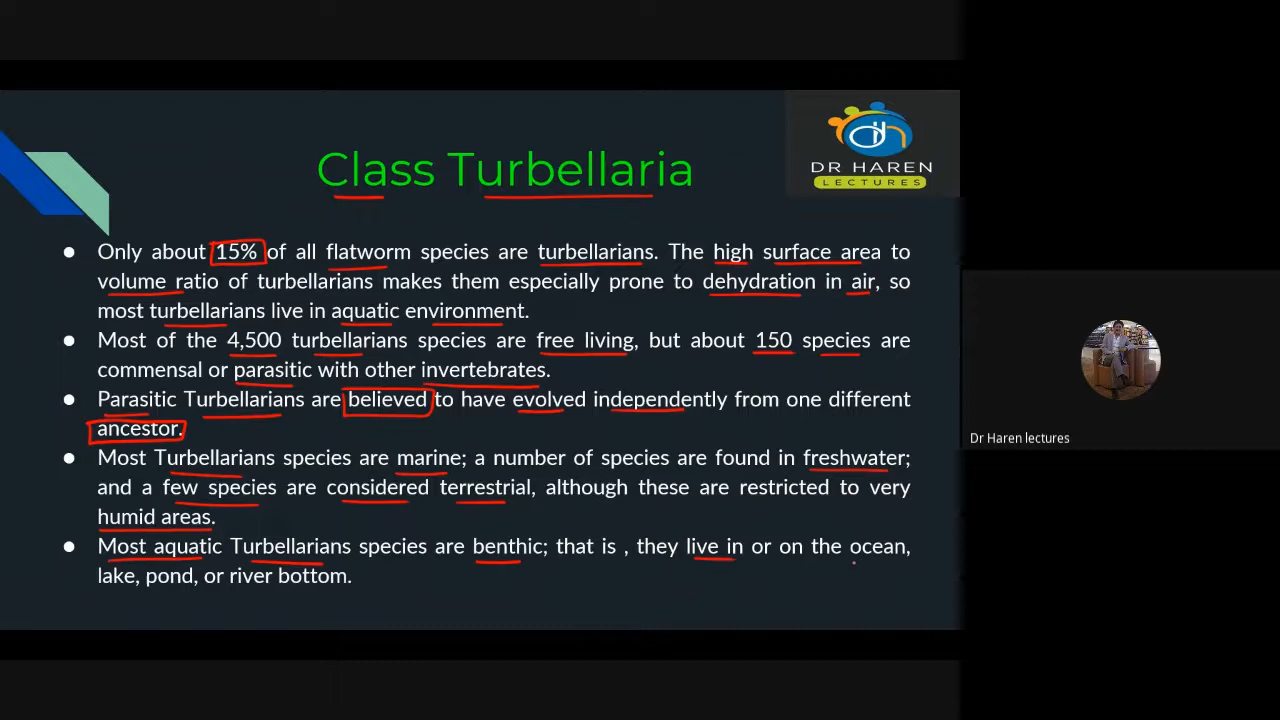 Class Turbellaria
DR HAREN
LECTURES
● Only about 15% of all flatworm species are turbellarians. The high surface area to
volume ratio of turbellarians makes them especially prone to dehydration in air, so
most turbellarians live in aquatic environment.
● Most of the 4,500 turbellarians species are free living, but about 150 species are
commensal or parasitic with other invertebrates.
● Parasitic Turbellarians are believed to have evolved independently from one different
ancestor.
● Most Turbellarians species are marine; a number of species are found in freshwater;
and a few species are considered terrestrial, although these are restricted to very
humid areas.
● Most aquatic Turbellarians species are benthic; that is , they live in or on the ocean,
lake, pond, or river bottom.
Dr Haren lectures